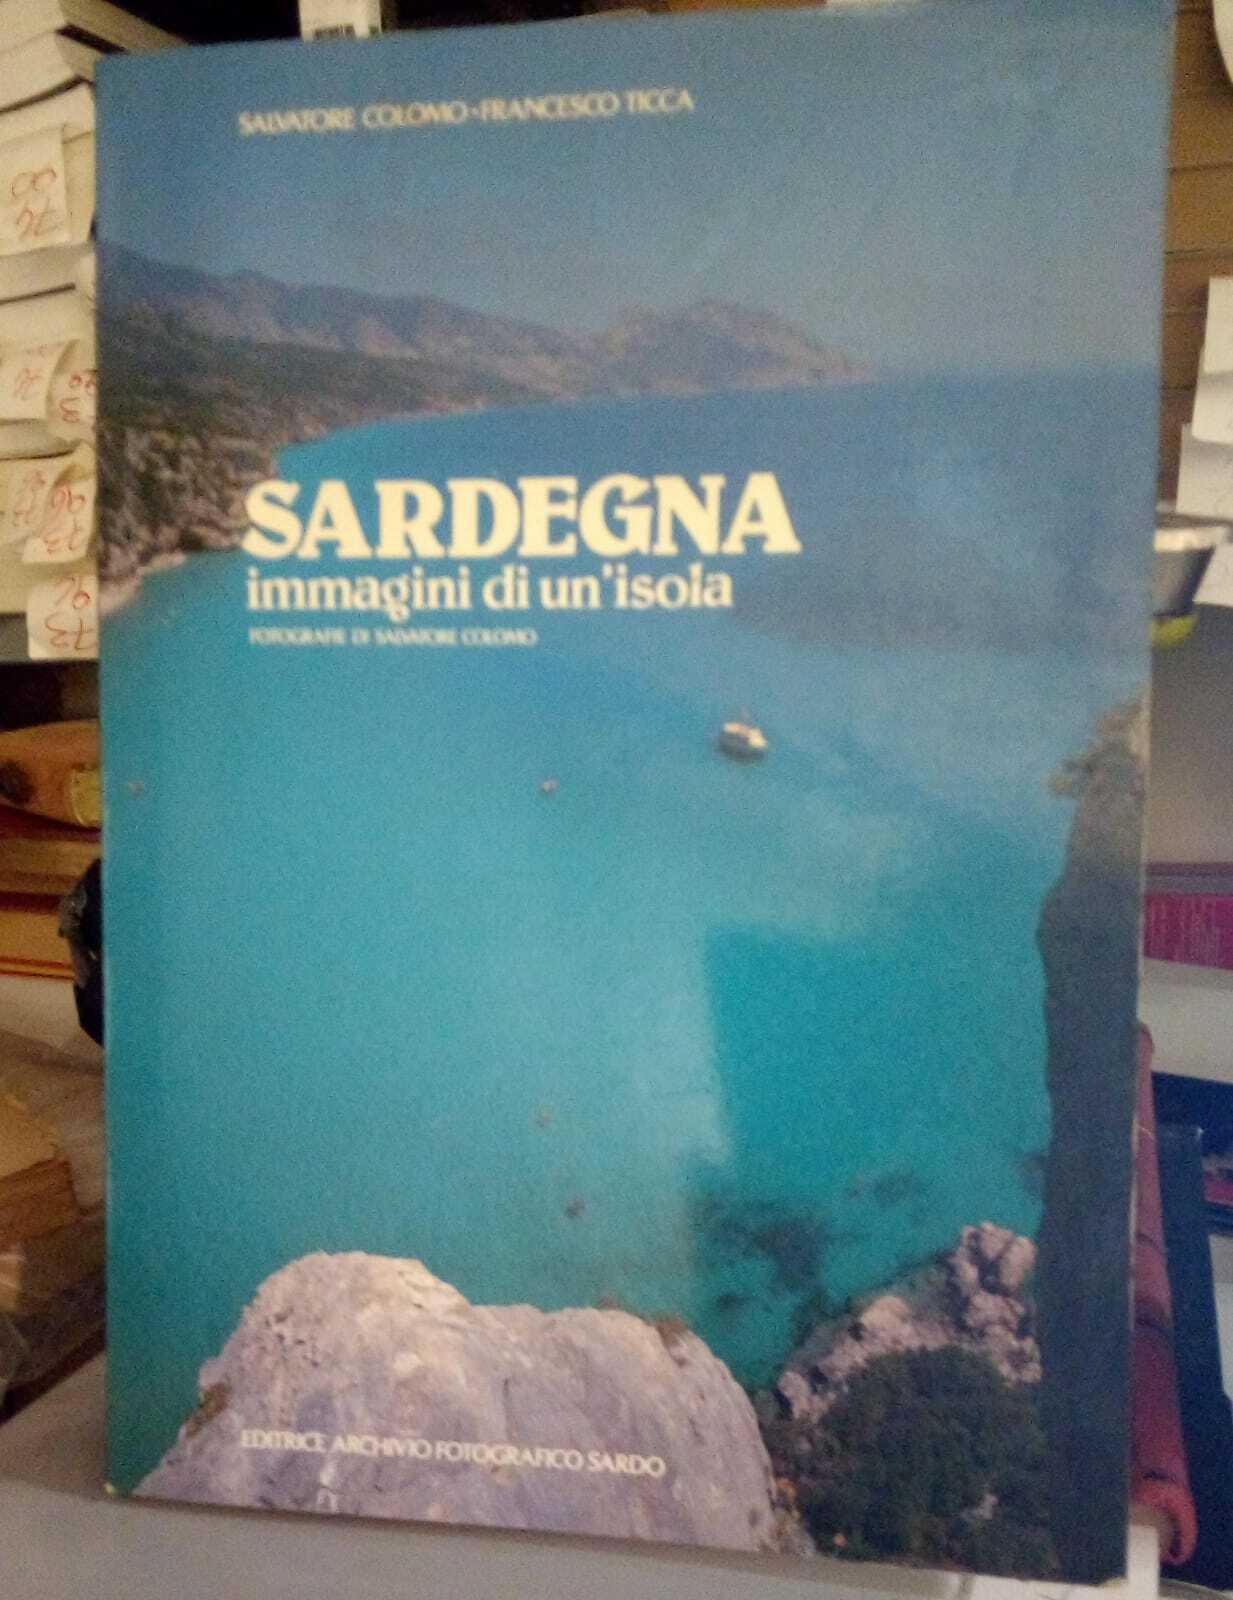 SALVATORE COLOMO•FRANCESCO TICCA
SARDEGNA
immagini di un'isola
FOTOGRAFIE DI SALVATORE COLOMO
EDITRICE ARCHIVIO FOTOGRAFICO SARDO